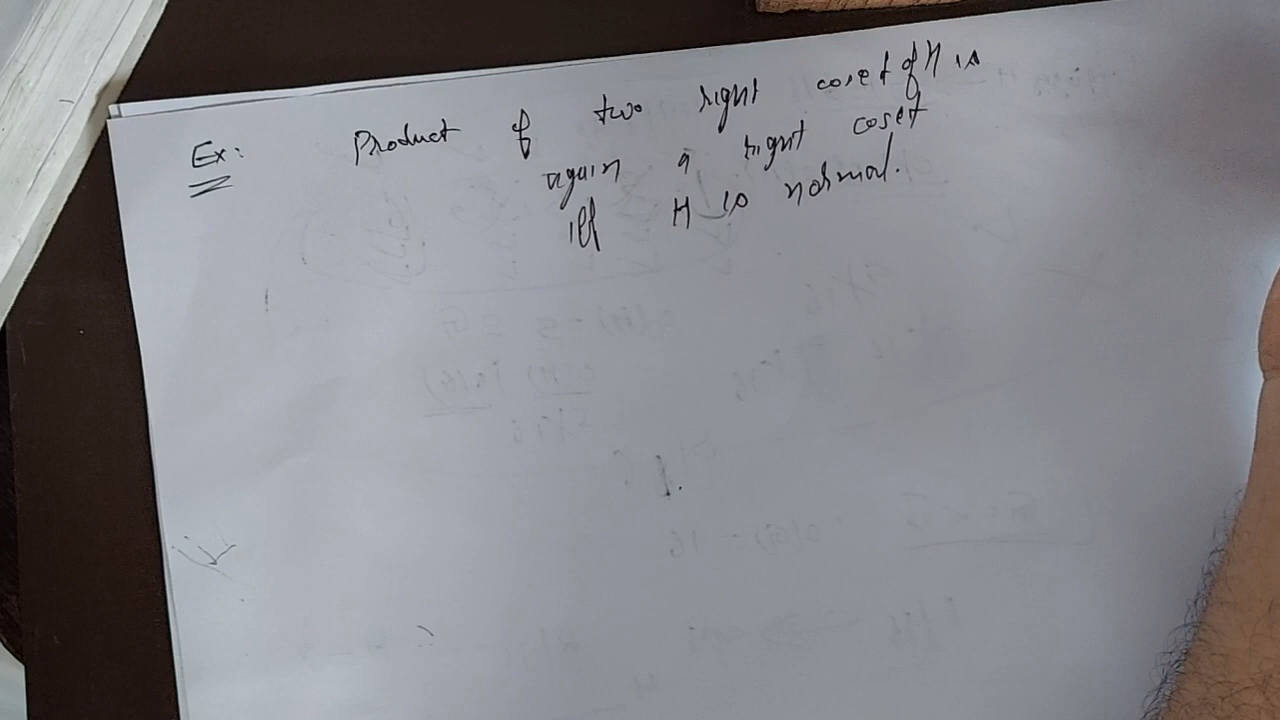 Ex: Product of two right coset of H is
again a right coset
iff H is normal.